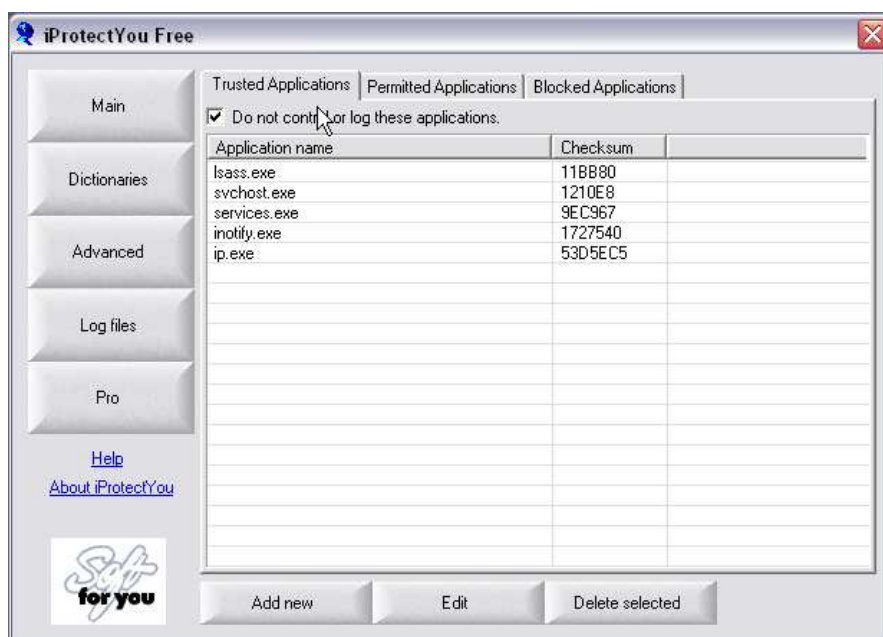 iProtectYou Free
Main
Dictionaries
Advanced
Log files
Pro
Help
About iProtectYou
Soft
for you
Trusted Applications Permitted Applications Blocked Applications
Do not control or log these applications.
Application name Checksum
lsass.exe 11BB80
svchost.exe 1210E8
services.exe 9EC967
inotify.exe 1727540
ip.exe 53D5EC5
Add new Edit Delete selected